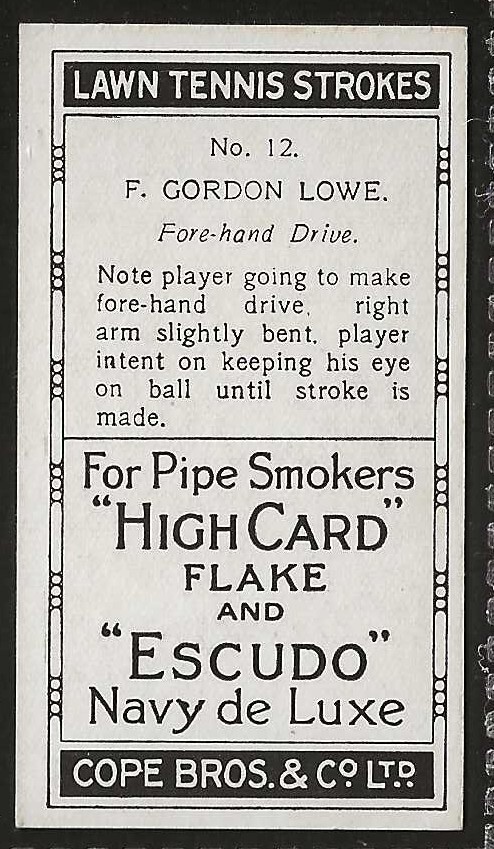 LAWN TENNIS STROKES
No. 12.
F. GORDON LOWE.
Fore-hand Drive.
Note player going to make
fore-hand drive, right
arm slightly bent, player
intent on keeping his eye
on ball until stroke is
made.
For Pipe Smokers
"HIGH CARD"
FLAKE
AND
"ESCUDO"
Navy de Luxe
COPE BROS. & CO. LTD.